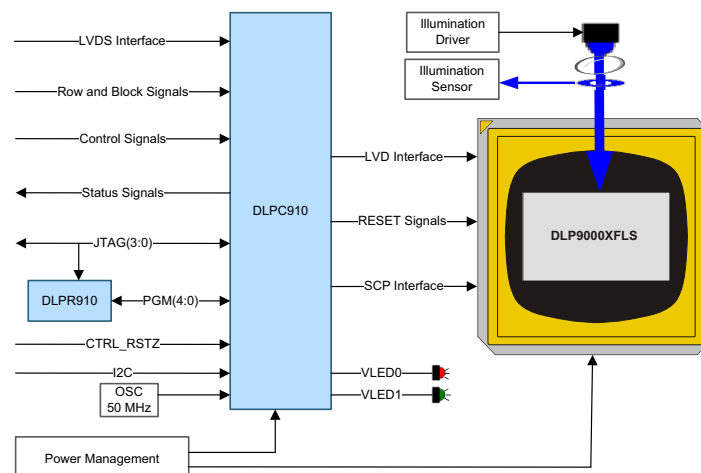 Illumination
Driver
LVDS Interface
Illumination
Sensor
Row and Block Signals
Control Signals
LVD Interface
Status Signals
DLPC910
RESET Signals
DLP9000XFLS
JTAG(3:0)
SCP Interface
DLPR910
PGM(4:0)
CTRL_RSTZ
I2C
VLED0
OSC
50 MHz
VLED1
Power Management